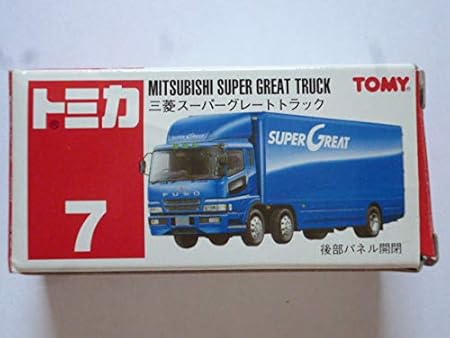 トミカ
7
MITSUBISHI SUPER GREAT TRUCK
三菱スーパーグレートトラック
TOMY
SUPER GREAT
FUSO
後部パネル開閉